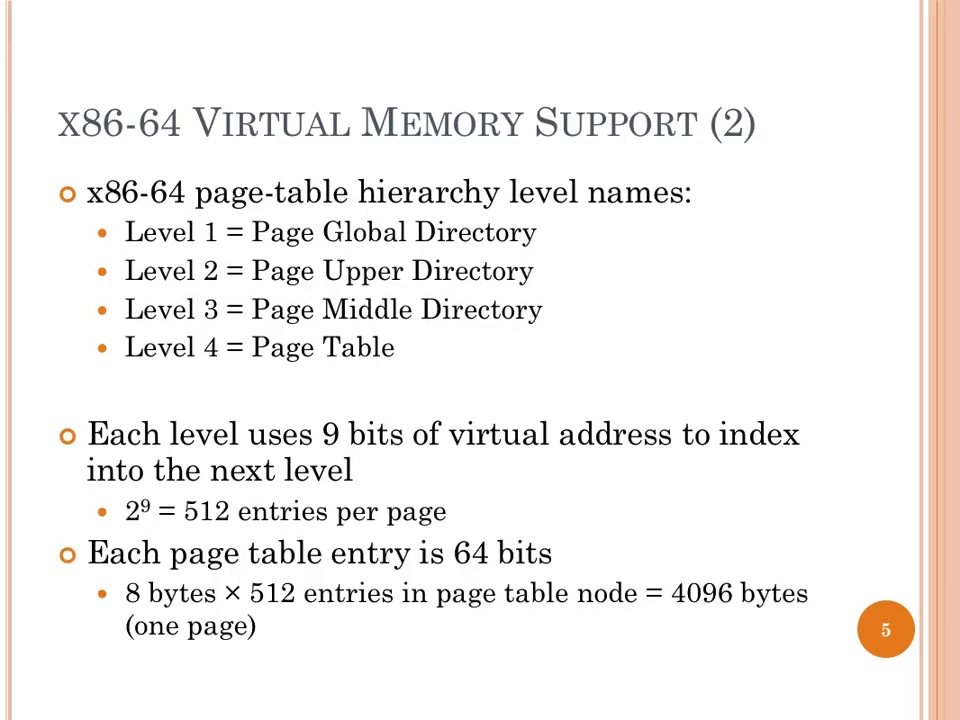 x86-64 Virtual Memory Support (2)
x86-64 page-table hierarchy level names:
Level 1 = Page Global Directory
Level 2 = Page Upper Directory
Level 3 = Page Middle Directory
Level 4 = Page Table
Each level uses 9 bits of virtual address to index
into the next level
2⁹ = 512 entries per page
Each page table entry is 64 bits
8 bytes × 512 entries in page table node = 4096 bytes
(one page)
5